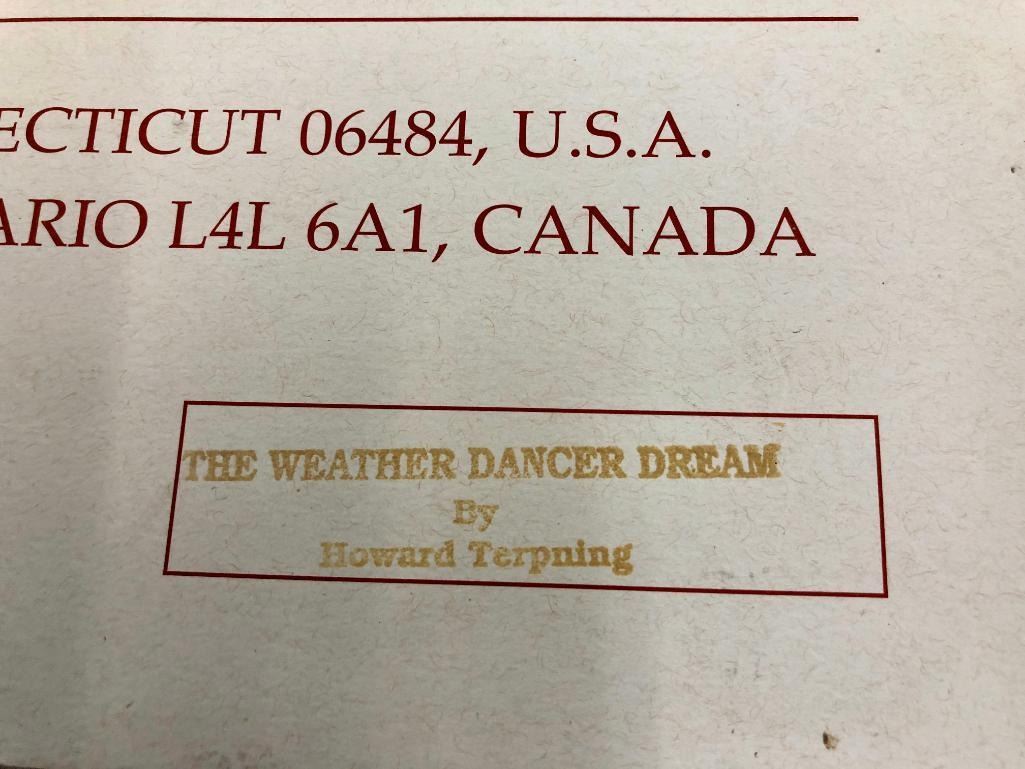 ECTICUT 06484, U.S.A.
ARIO L4L 6A1, CANADA
THE WEATHER DANCER DREAM
By
Howard Terpning